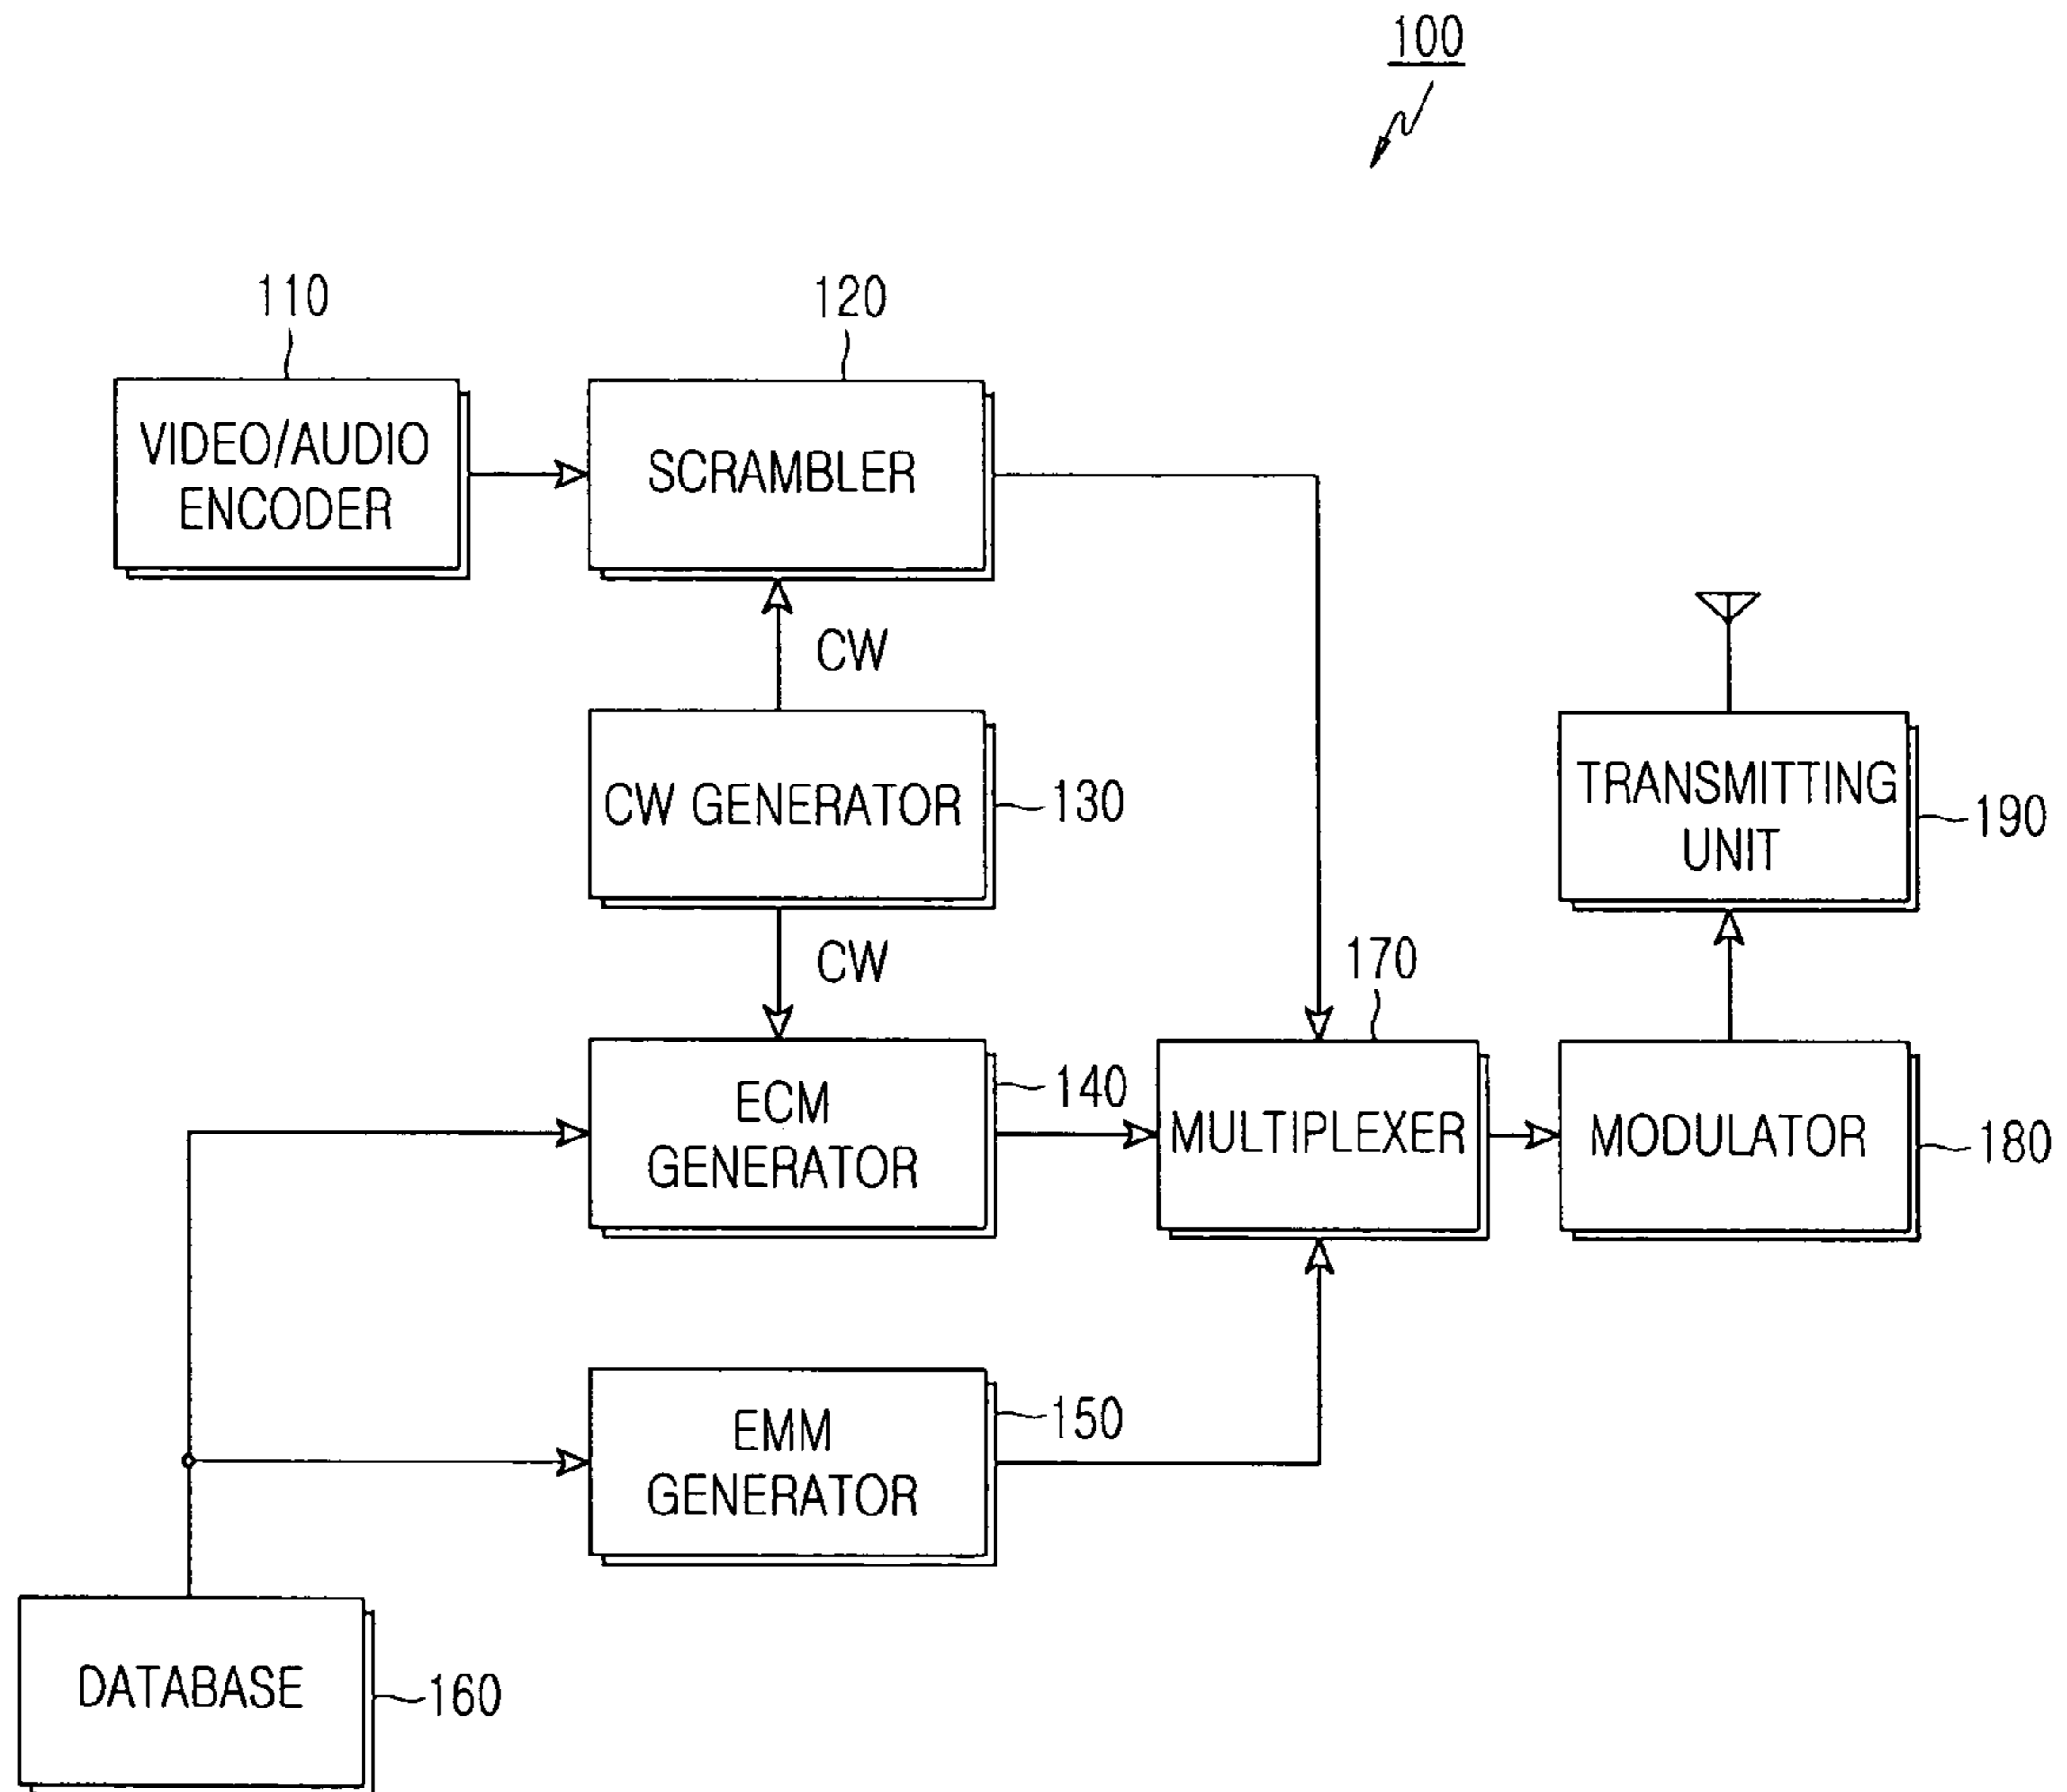 100
110
120
VIDEO/AUDIO
ENCODER
SCRAMBLER
CW
CW GENERATOR
130
TRANSMITTING
UNIT
190
CW
170
ECM
GENERATOR
140
MULTIPLEXER
MODULATOR
180
EMM
GENERATOR
150
DATABASE
160